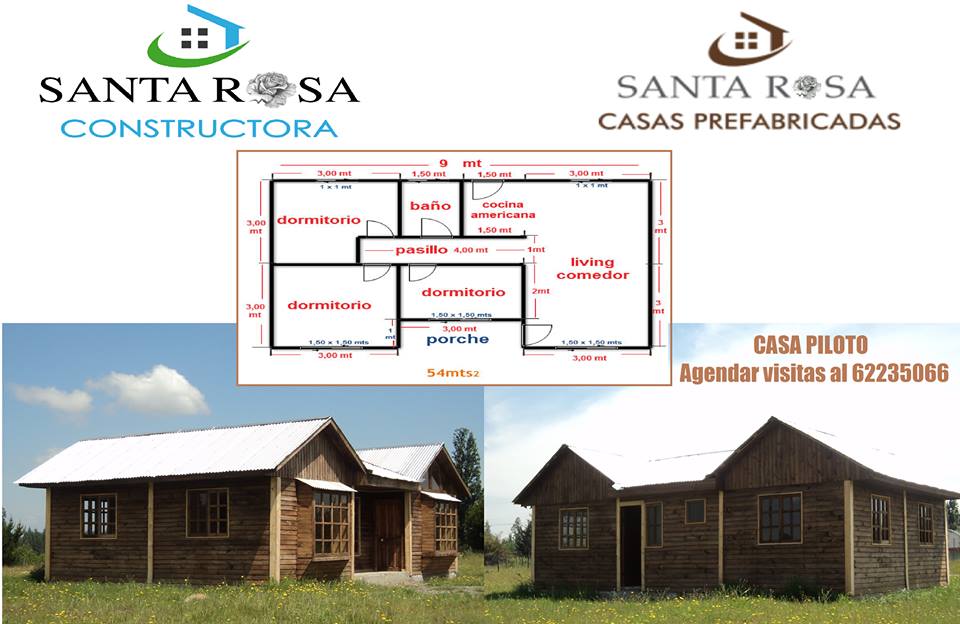 SANTA ROSA
CONSTRUCTORA
SANTA ROSA
CASAS PREFABRICADAS
9 mt
3,00 mt 1,50 mt 1,50 mt 3,00 mt
1 x 1 mt 1 x 1 mt
3,00 mt
dormitorio
baño
cocina americana
1,50 mt
3 mt
pasillo 4,00 mt
1mt
living comedor
3,00 mt
dormitorio
dormitorio
2mt
3 mt
1,50 x 1,50 mts
1 mt
3,00 mt
porche
1,50 x 1,50 mts
1,50 x 1,50 mts
3,00 mt
3,00 mt
54mts2
CASA PILOTO
Agendar visitas al 62235066